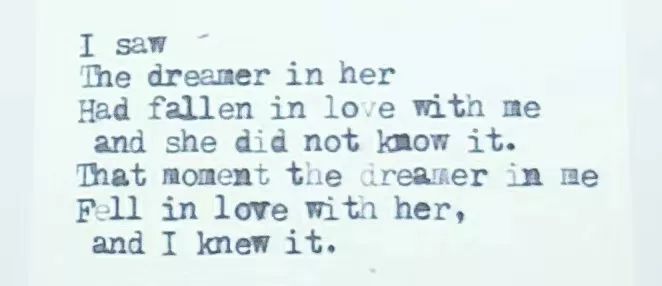 I saw
The dreamer in her
Had fallen in love with me
and she did not know it.
That moment the dreamer in me
Fell in love with her,
and I knew it.